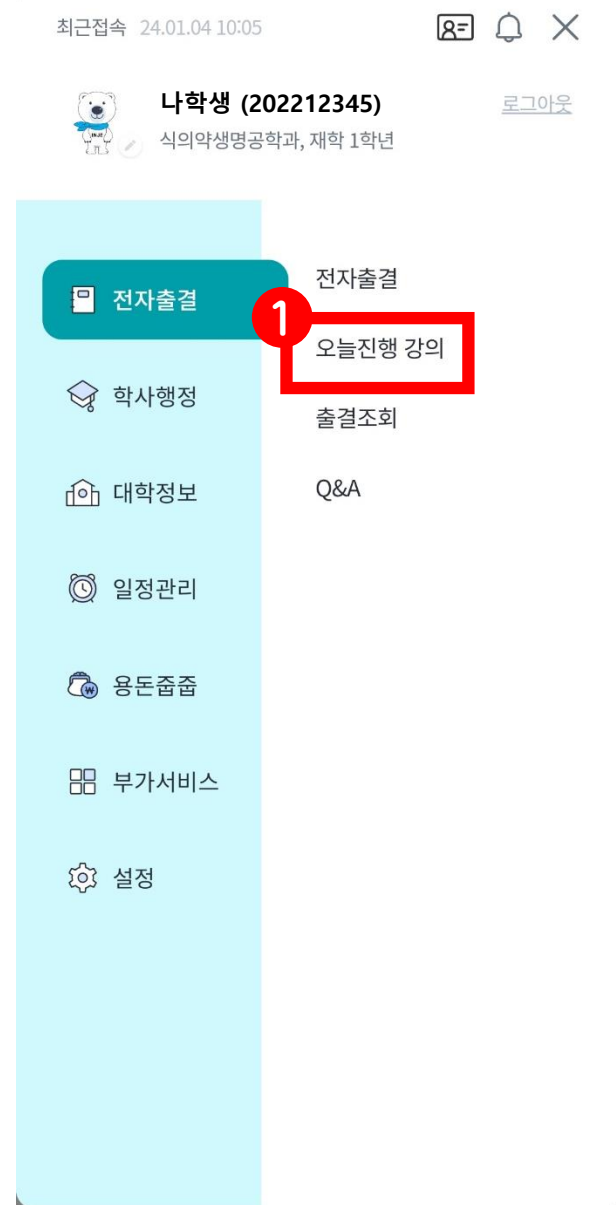 최근접속 24.01.04 10:05
나학생 (202212345)
로그아웃
식의약생명공학과, 재학 1학년
전자출결
전자출결
1
오늘진행 강의
학사행정
출결조회
대학정보
Q&A
일정관리
용돈줍줍
부가서비스
설정